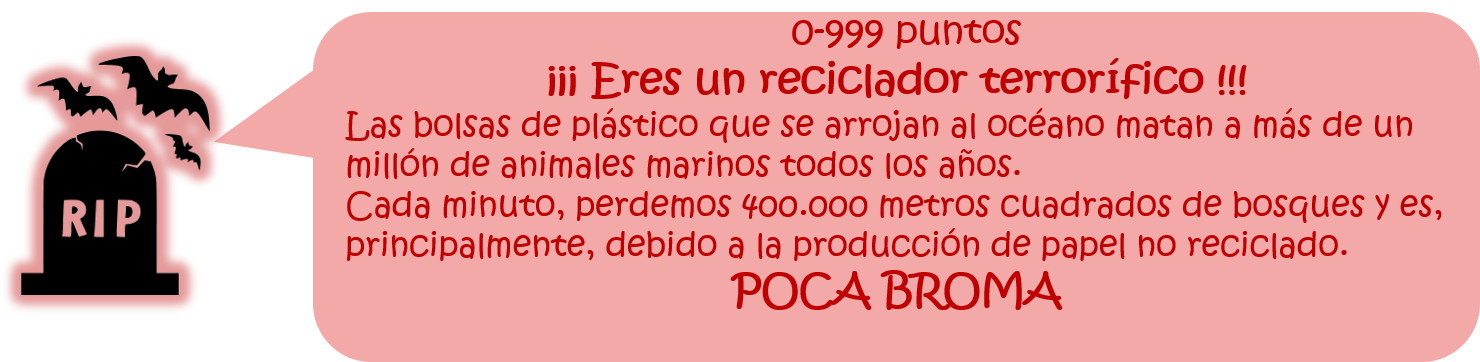 0-999 puntos
¡¡¡ Eres un reciclador terrorífico !!!
Las bolsas de plástico que se arrojan al océano matan a más de un
millón de animales marinos todos los años.
RIP
Cada minuto, perdemos 400.000 metros cuadrados de bosques y es,
principalmente, debido a la producción de papel no reciclado.
POCA BROMA